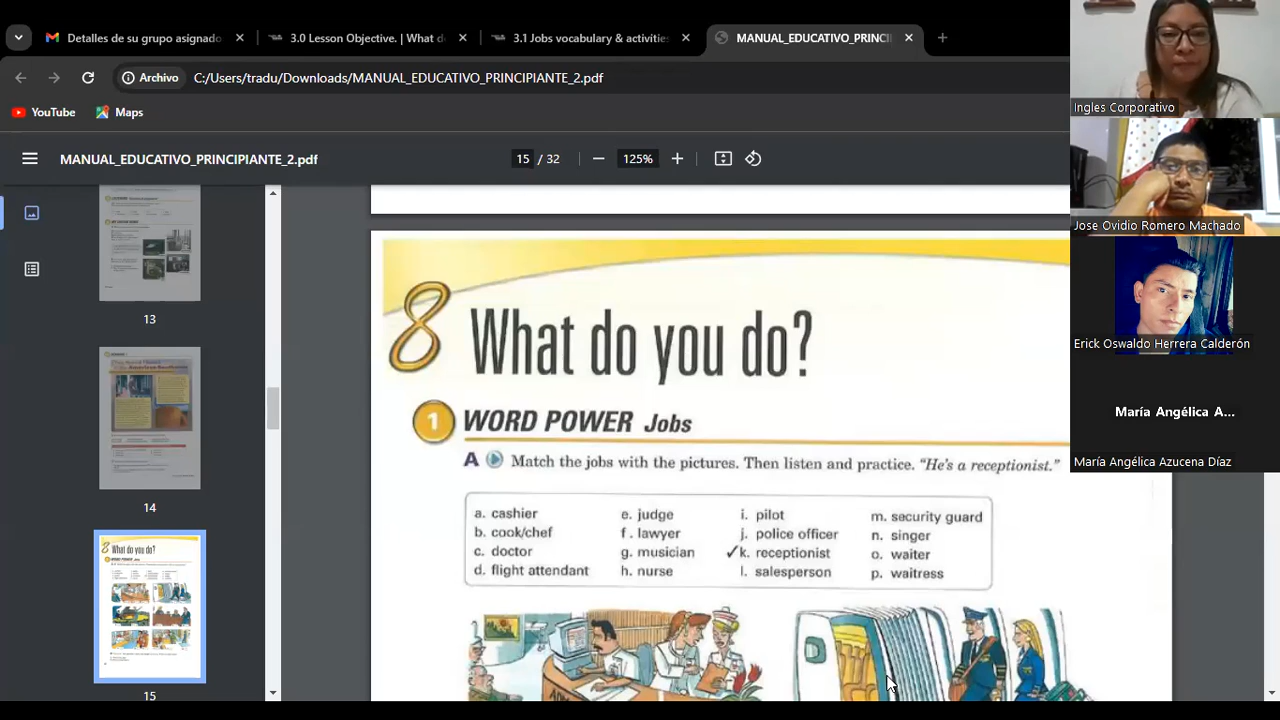 Detalles de su grupo asignado
3.0 Lesson Objective. | What d
3.1 Jobs vocabulary & activitie
MANUAL_EDUCATIVO_PRINCI
Archivo
C:/Users/tradu/Downloads/MANUAL_EDUCATIVO_PRINCIPIANTE_2.pdf
YouTube
Maps
MANUAL_EDUCATIVO_PRINCIPIANTE_2.pdf
15 / 32
125%
13
14
15
8 What do you do?
1 WORD POWER Jobs
A Match the jobs with the pictures. Then listen and practice. "He's a receptionist."
a. cashier
b. cook/chef
c. doctor
d. flight attendant
e. judge
f. lawyer
g. musician
h. nurse
i. pilot
j. police officer
✓k. receptionist
l. salesperson
m. security guard
n. singer
o. waiter
p. waitress
Ingles Corporativo
Jose Ovidio Romero Machado
Erick Oswaldo Herrera Calderón
María Angélica A...
María Angélica Azucena Díaz